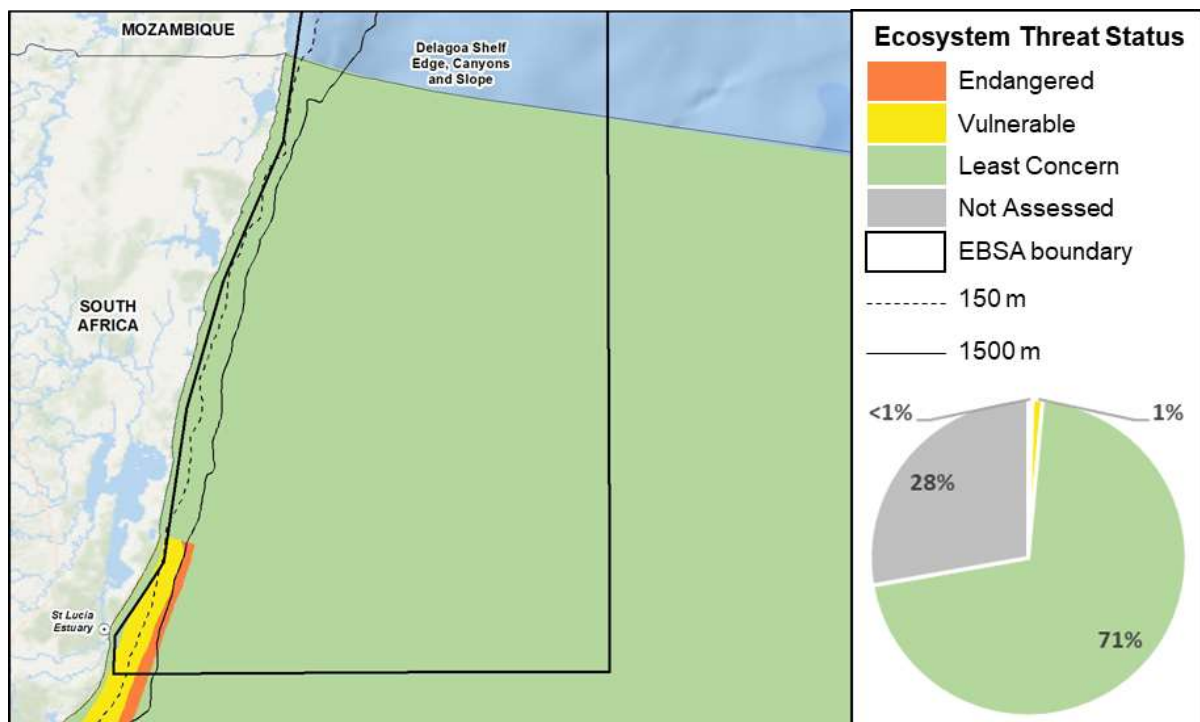 MOZAMBIQUE
Delagoa Shelf
Edge, Canyons
and Slope
SOUTH
AFRICA
St Lucia
Estuary
Ecosystem Threat Status
Endangered
Vulnerable
Least Concern
Not Assessed
EBSA boundary
150 m
1500 m
<1%
1%
28%
71%